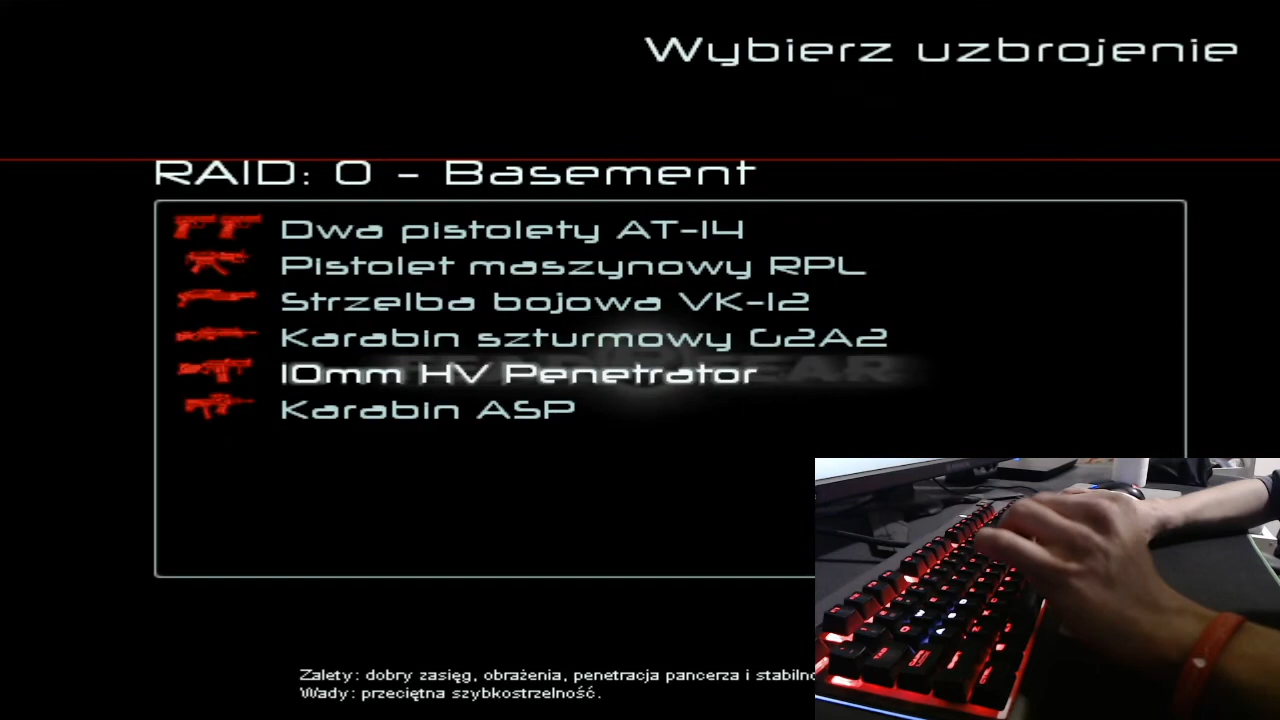 Wybierz uzbrojenie
RAID: 0 - Basement
Dwa pistolety AT-14
Pistolet maszynowy RPL
Strzelba bojowa VK-12
Karabin szturmowy G2A2
10mm HV Penetrator
Karabin ASP
Zalety: dobry zasięg, obrażenia, penetracja pancerza i
Wady: przeciętna szybkostrzelność.